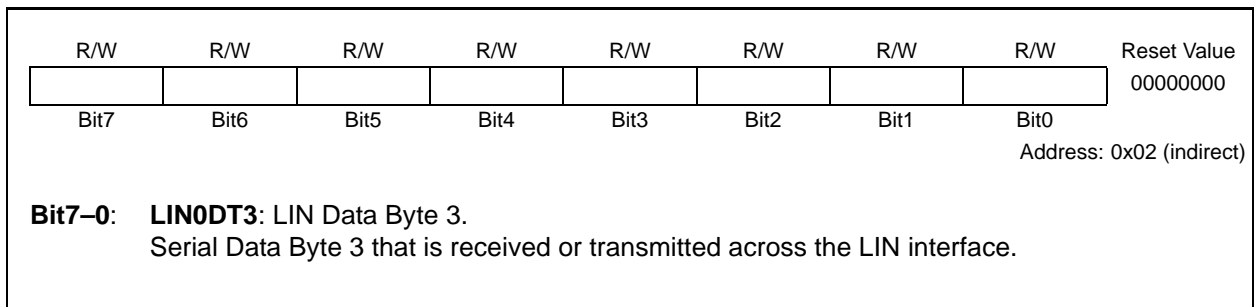 R/W R/W R/W R/W R/W R/W R/W R/W Reset Value
00000000
Bit7 Bit6 Bit5 Bit4 Bit3 Bit2 Bit1 Bit0
Address: 0x02 (indirect)
Bit7–0: LIN0DT3: LIN Data Byte 3.
Serial Data Byte 3 that is received or transmitted across the LIN interface.